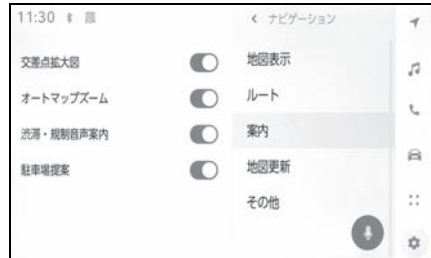 11:30
ナビゲーション
交差点拡大図
オートマップズーム
渋滞・規制音声案内
駐車場提案
地図表示
ルート
案内
地図更新
その他